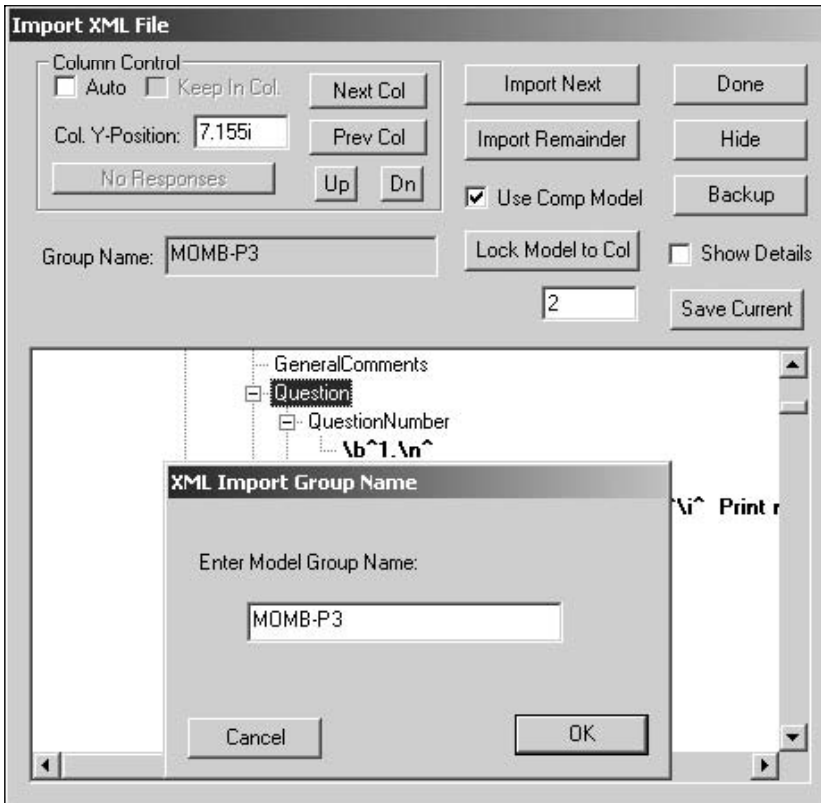 Import XML File
Column Control
Auto Keep In Col. Next Col
Col. Y-Position: 7.155i Prev Col
No Responses Up Dn
Import Next Done
Import Remainder Hide
Use Comp Model Backup
Group Name: MOMB-P3 Lock Model to Col Show Details
2 Save Current
GeneralComments
Question
QuestionNumber
\b^1.\n^
^\i^ Print
XML Import Group Name
Enter Model Group Name:
MOMB-P3
Cancel OK